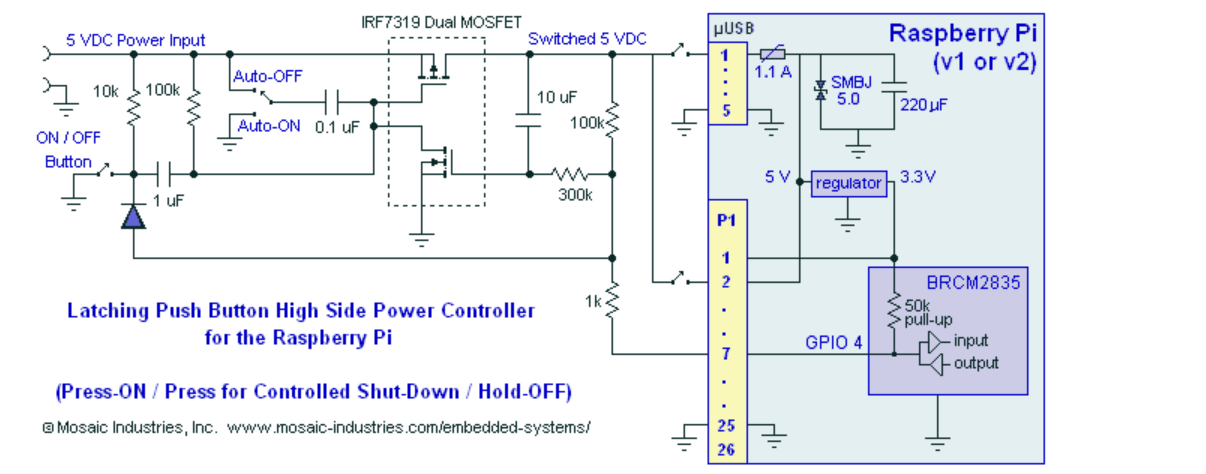 IRF7319 Dual MOSFET
µUSB
Raspberry Pi
(v1 or v2)
5 VDC Power Input
Switched 5 VDC
1
1.1 A
SMBJ
5.0
220 µF
5
10k
100k
Auto-OFF
Auto-ON
0.1 uF
10 uF
100k
ON / OFF
Button
1 uF
300k
5 V
regulator
3.3 V
P1
1
2
BRCM2835
50k
pull-up
input
output
GPIO 4
1k
7
25
26
Latching Push Button High Side Power Controller
for the Raspberry Pi
(Press-ON / Press for Controlled Shut-Down / Hold-OFF)
© Mosaic Industries, Inc. www.mosaic-industries.com/embedded-systems/